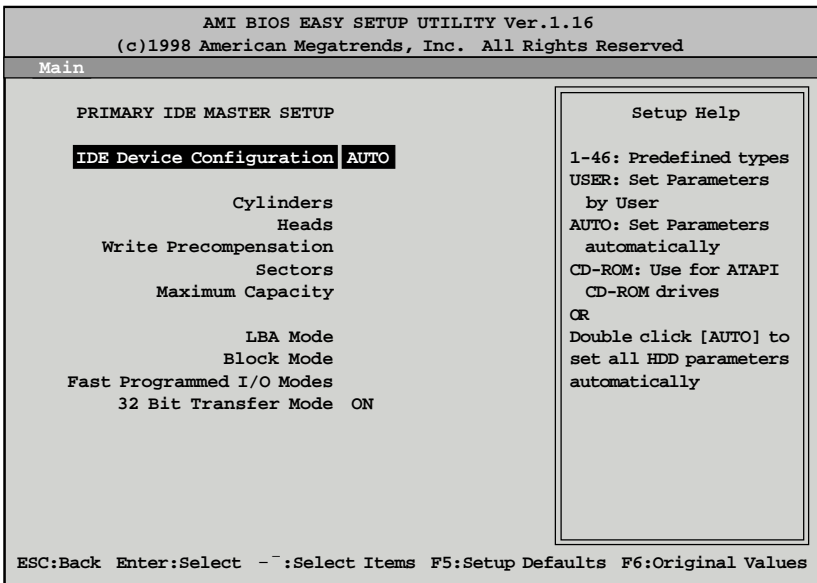 AMI BIOS EASY SETUP UTILITY Ver.1.16
(c)1998 American Megatrends, Inc. All Rights Reserved
Main
PRIMARY IDE MASTER SETUP
IDE Device Configuration AUTO
Cylinders
Heads
Write Precompensation
Sectors
Maximum Capacity
LBA Mode
Block Mode
Fast Programmed I/O Modes
32 Bit Transfer Mode ON
Setup Help
1-46: Predefined types
USER: Set Parameters
by User
AUTO: Set Parameters
automatically
CD-ROM: Use for ATAPI
CD-ROM drives
OR
Double click [AUTO] to
set all HDD parameters
automatically
ESC:Back Enter:Select -¯:Select Items F5:Setup Defaults F6:Original Values